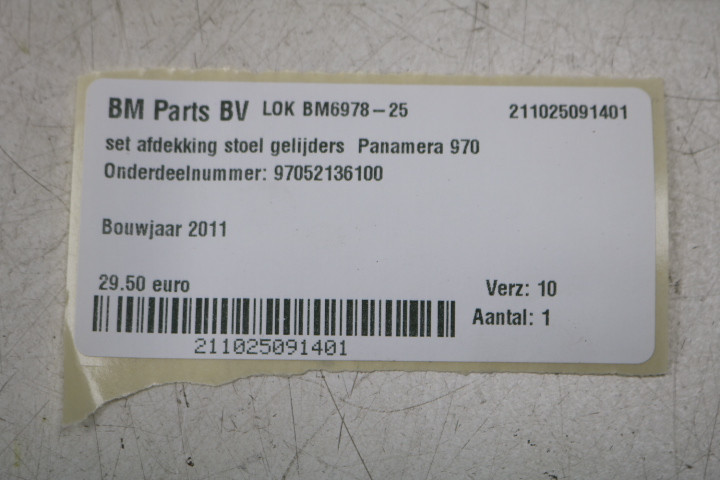 BM Parts BV LOK BM6978-25 211025091401
set afdekking stoel gelijders Panamera 970
Onderdeelnummer: 97052136100
Bouwjaar 2011
29.50 euro Verz: 10
Aantal: 1
211025091401